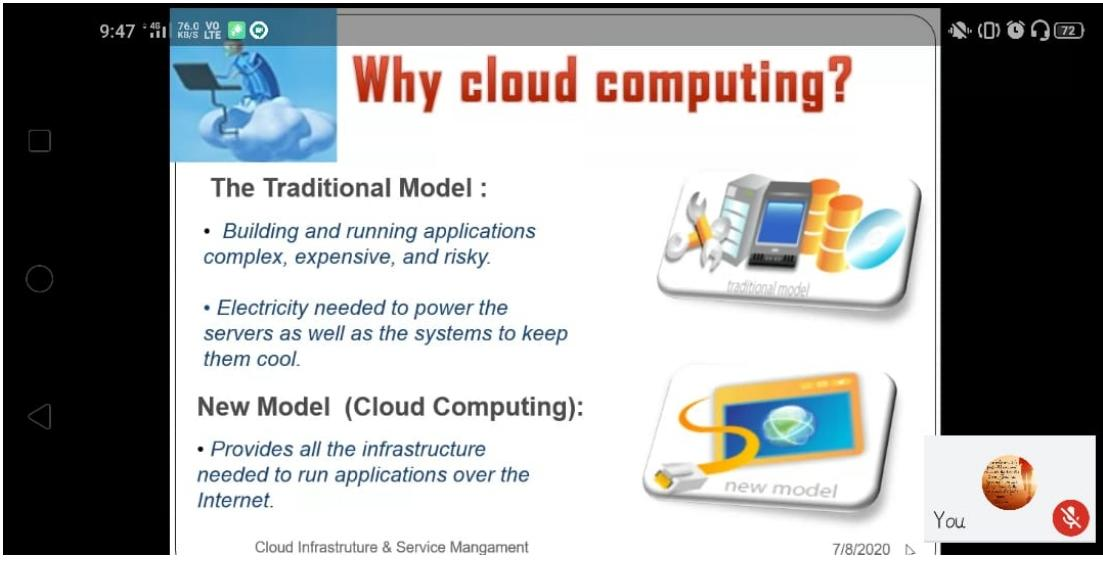 9:47 4G 76.0 KB/S VO LTE 72
Why cloud computing?
The Traditional Model :
• Building and running applications
complex, expensive, and risky.
traditional model
• Electricity needed to power the
servers as well as the systems to keep
them cool.
New Model (Cloud Computing):
• Provides all the infrastructure
needed to run applications over the
Internet.
new model
You
Cloud Infrastruture & Service Mangament
7/8/2020